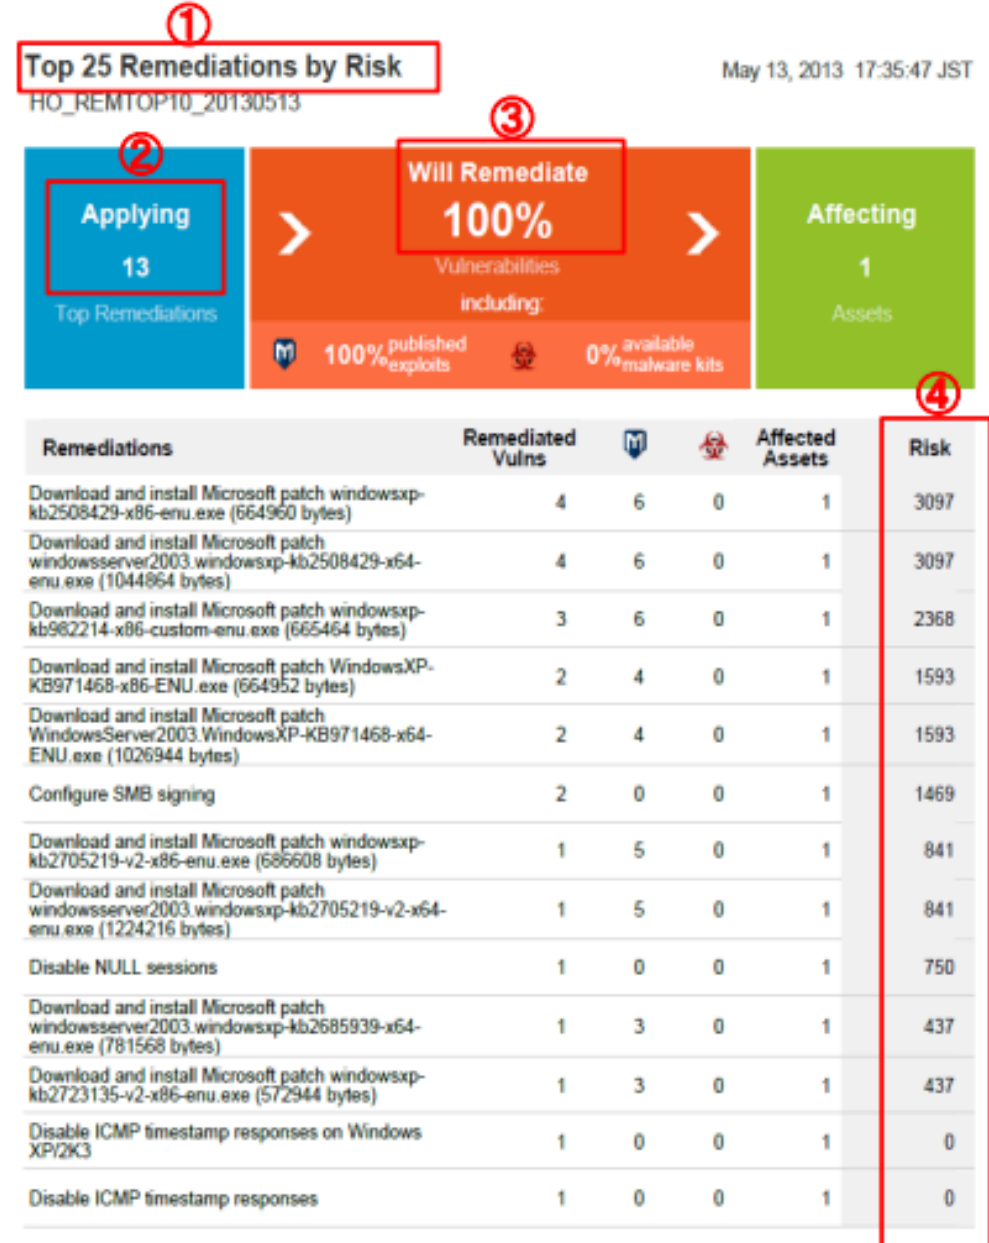 ①
Top 25 Remediations by Risk
May 13, 2013 17:35:47 JST
HO_REMTOP10_20130513
②
③
Applying
13
Top Remediations
Will Remediate
100%
Vulnerabilities
including:
100% published exploits
0% available malware kits
Affecting
1
Assets
④
Remediations Remediated Vulns Affected Assets Risk
Download and install Microsoft patch windowsxp-
kb2508429-x86-enu.exe (664960 bytes) 4 6 0 1 3097
Download and install Microsoft patch
windowsserver2003.windowsxp-kb2508429-x64-
enu.exe (1044864 bytes) 4 6 0 1 3097
Download and install Microsoft patch windowsxp-
kb982214-x86-custom-enu.exe (665464 bytes) 3 6 0 1 2368
Download and install Microsoft patch WindowsXP-
KB971468-x86-ENU.exe (664952 bytes) 2 4 0 1 1593
Download and install Microsoft patch
WindowsServer2003.WindowsXP-KB971468-x64-
ENU.exe (1026944 bytes) 2 4 0 1 1593
Configure SMB signing 2 0 0 1 1469
Download and install Microsoft patch windowsxp-
kb2705219-v2-x86-enu.exe (686608 bytes) 1 5 0 1 841
Download and install Microsoft patch
windowsserver2003.windowsxp-kb2705219-v2-x64-
enu.exe (1224216 bytes) 1 5 0 1 841
Disable NULL sessions 1 0 0 1 750
Download and install Microsoft patch
windowsserver2003.windowsxp-kb2685939-x64-
enu.exe (781568 bytes) 1 3 0 1 437
Download and install Microsoft patch windowsxp-
kb2723135-v2-x86-enu.exe (572944 bytes) 1 3 0 1 437
Disable ICMP timestamp responses on Windows
XP/2K3 1 0 0 1 0
Disable ICMP timestamp responses 1 0 0 1 0